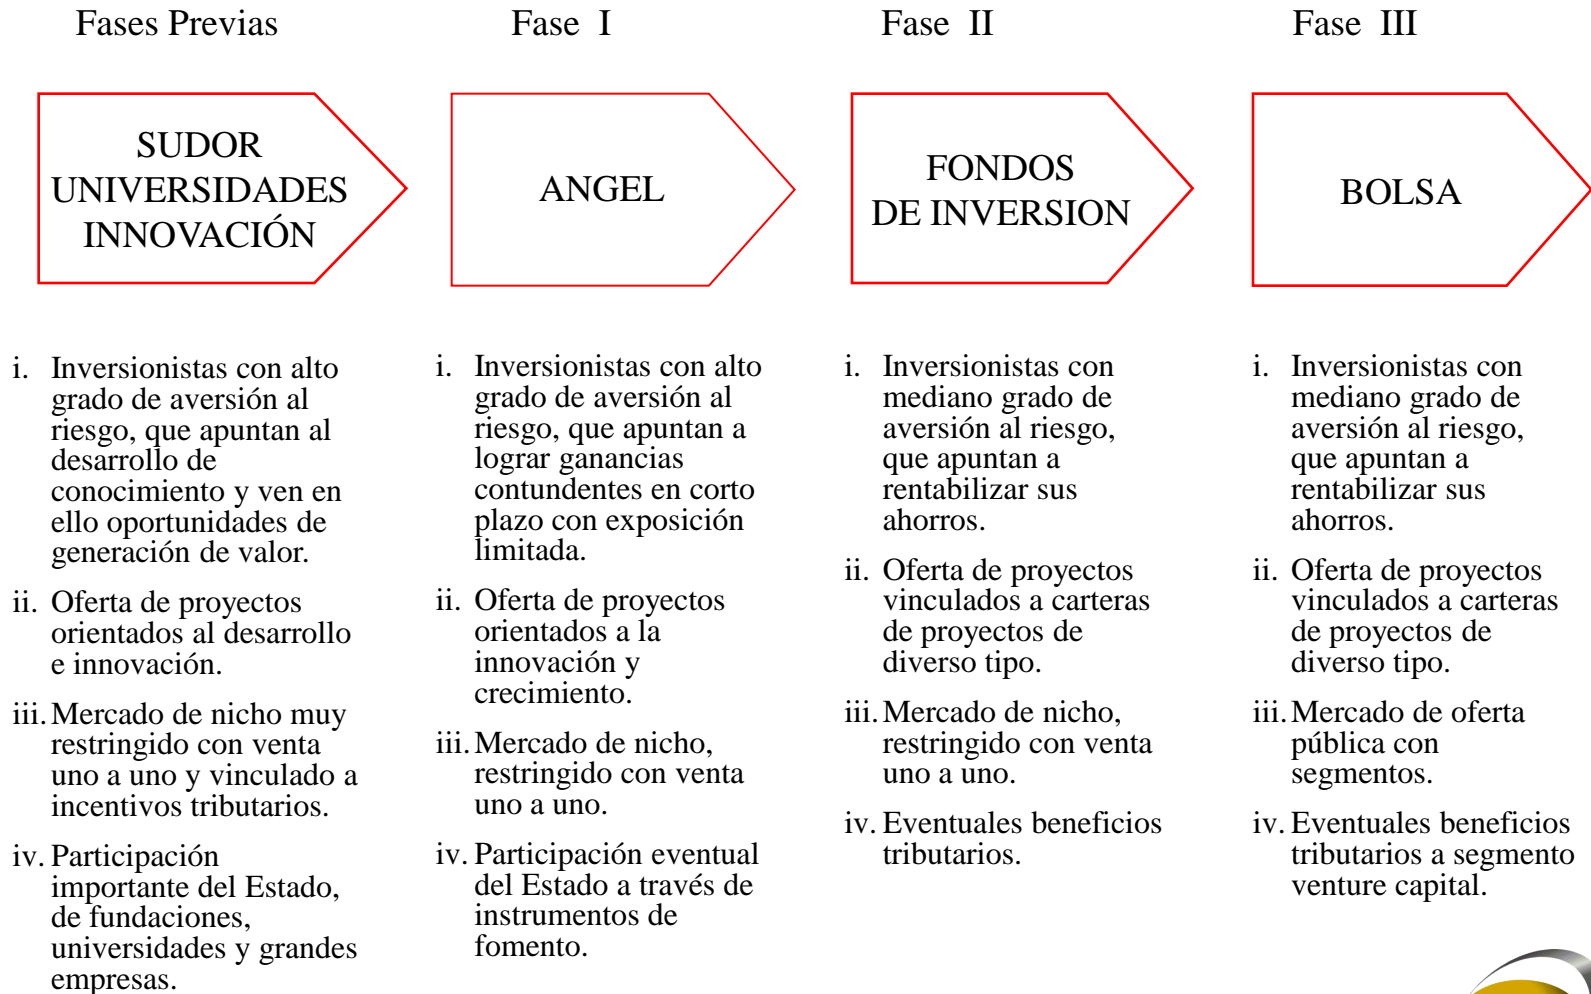 Fases Previas
SUDOR
UNIVERSIDADES
INNOVACIÓN
i. Inversionistas con alto
grado de aversión al
riesgo, que apuntan al
desarrollo de
conocimiento y ven en
ello oportunidades de
generación de valor.
ii. Oferta de proyectos
orientados al desarrollo
e innovación.
iii. Mercado de nicho muy
restringido con venta
uno a uno y vinculado a
incentivos tributarios.
iv. Participación
importante del Estado,
de fundaciones,
universidades y grandes
empresas.
Fase I
ANGEL
i. Inversionistas con alto
grado de aversión al
riesgo, que apuntan a
lograr ganancias
contundentes en corto
plazo con exposición
limitada.
ii. Oferta de proyectos
orientados a la
innovación y
crecimiento.
iii. Mercado de nicho,
restringido con venta
uno a uno.
iv. Participación eventual
del Estado a través de
instrumentos de
fomento.
Fase II
FONDOS
DE INVERSION
i. Inversionistas con
mediano grado de
aversión al riesgo,
que apuntan a
rentabilizar sus
ahorros.
ii. Oferta de proyectos
vinculados a carteras
de proyectos de
diverso tipo.
iii. Mercado de nicho,
restringido con venta
uno a uno.
iv. Eventuales beneficios
tributarios.
Fase III
BOLSA
i. Inversionistas con
mediano grado de
aversión al riesgo,
que apuntan a
rentabilizar sus
ahorros.
ii. Oferta de proyectos
vinculados a carteras
de proyectos de
diverso tipo.
iii. Mercado de oferta
pública con
segmentos.
iv. Eventuales beneficios
tributarios a segmento
venture capital.